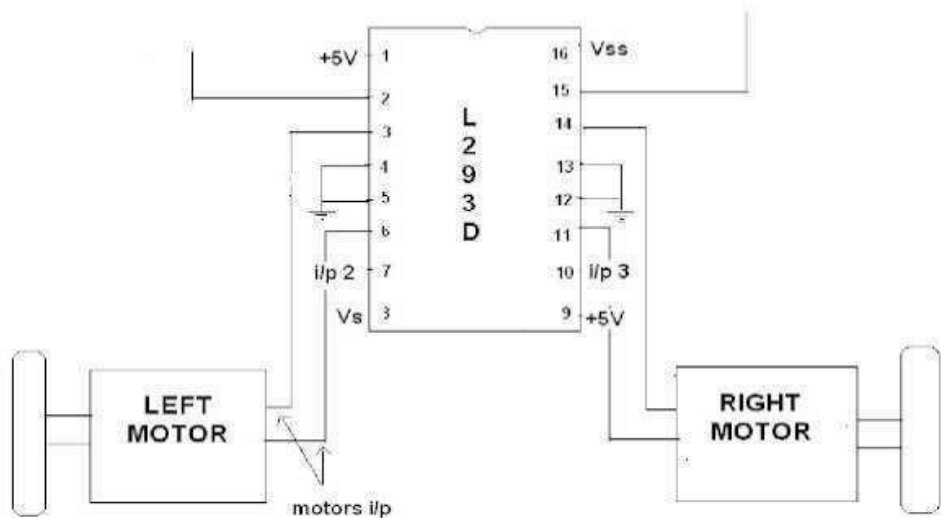 +5V 1 16 Vss
2 15
3 14
4 13
5 12
6 11
i/p 2 7 10 i/p 3
Vs 8 9 +5V
L
2
9
3
D
LEFT
MOTOR
RIGHT
MOTOR
motors i/p